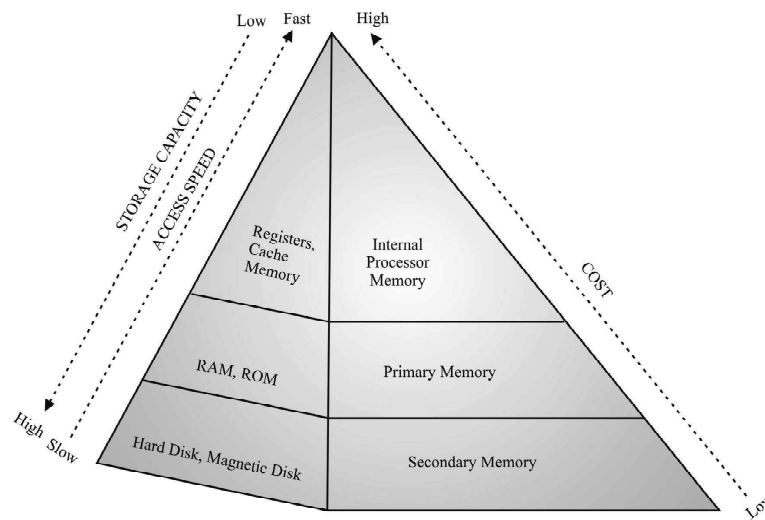 Low Fast High
STORAGE CAPACITY
ACCESS SPEED
COST
Registers,
Cache
Memory
Internal
Processor
Memory
RAM, ROM
Primary Memory
Hard Disk, Magnetic Disk
Secondary Memory
High Slow